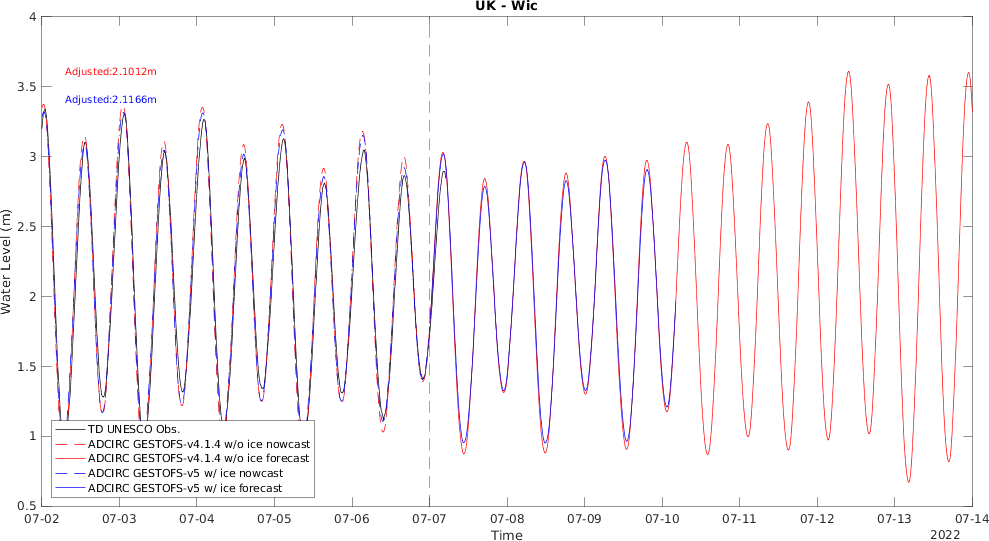 UK - Wic
4
3.5
3
2.5
2
1.5
1
0.5
Water Level (m)
Adjusted:2.1012m
Adjusted:2.1166m
TD UNESCO Obs.
ADCIRC GESTOFS-v4.1.4 w/o ice nowcast
ADCIRC GESTOFS-v4.1.4 w/o ice forecast
ADCIRC GESTOFS-v5 w/ ice nowcast
ADCIRC GESTOFS-v5 w/ ice forecast
07-02 07-03 07-04 07-05 07-06 07-07 07-08 07-09 07-10 07-11 07-12 07-13 07-14
Time
2022